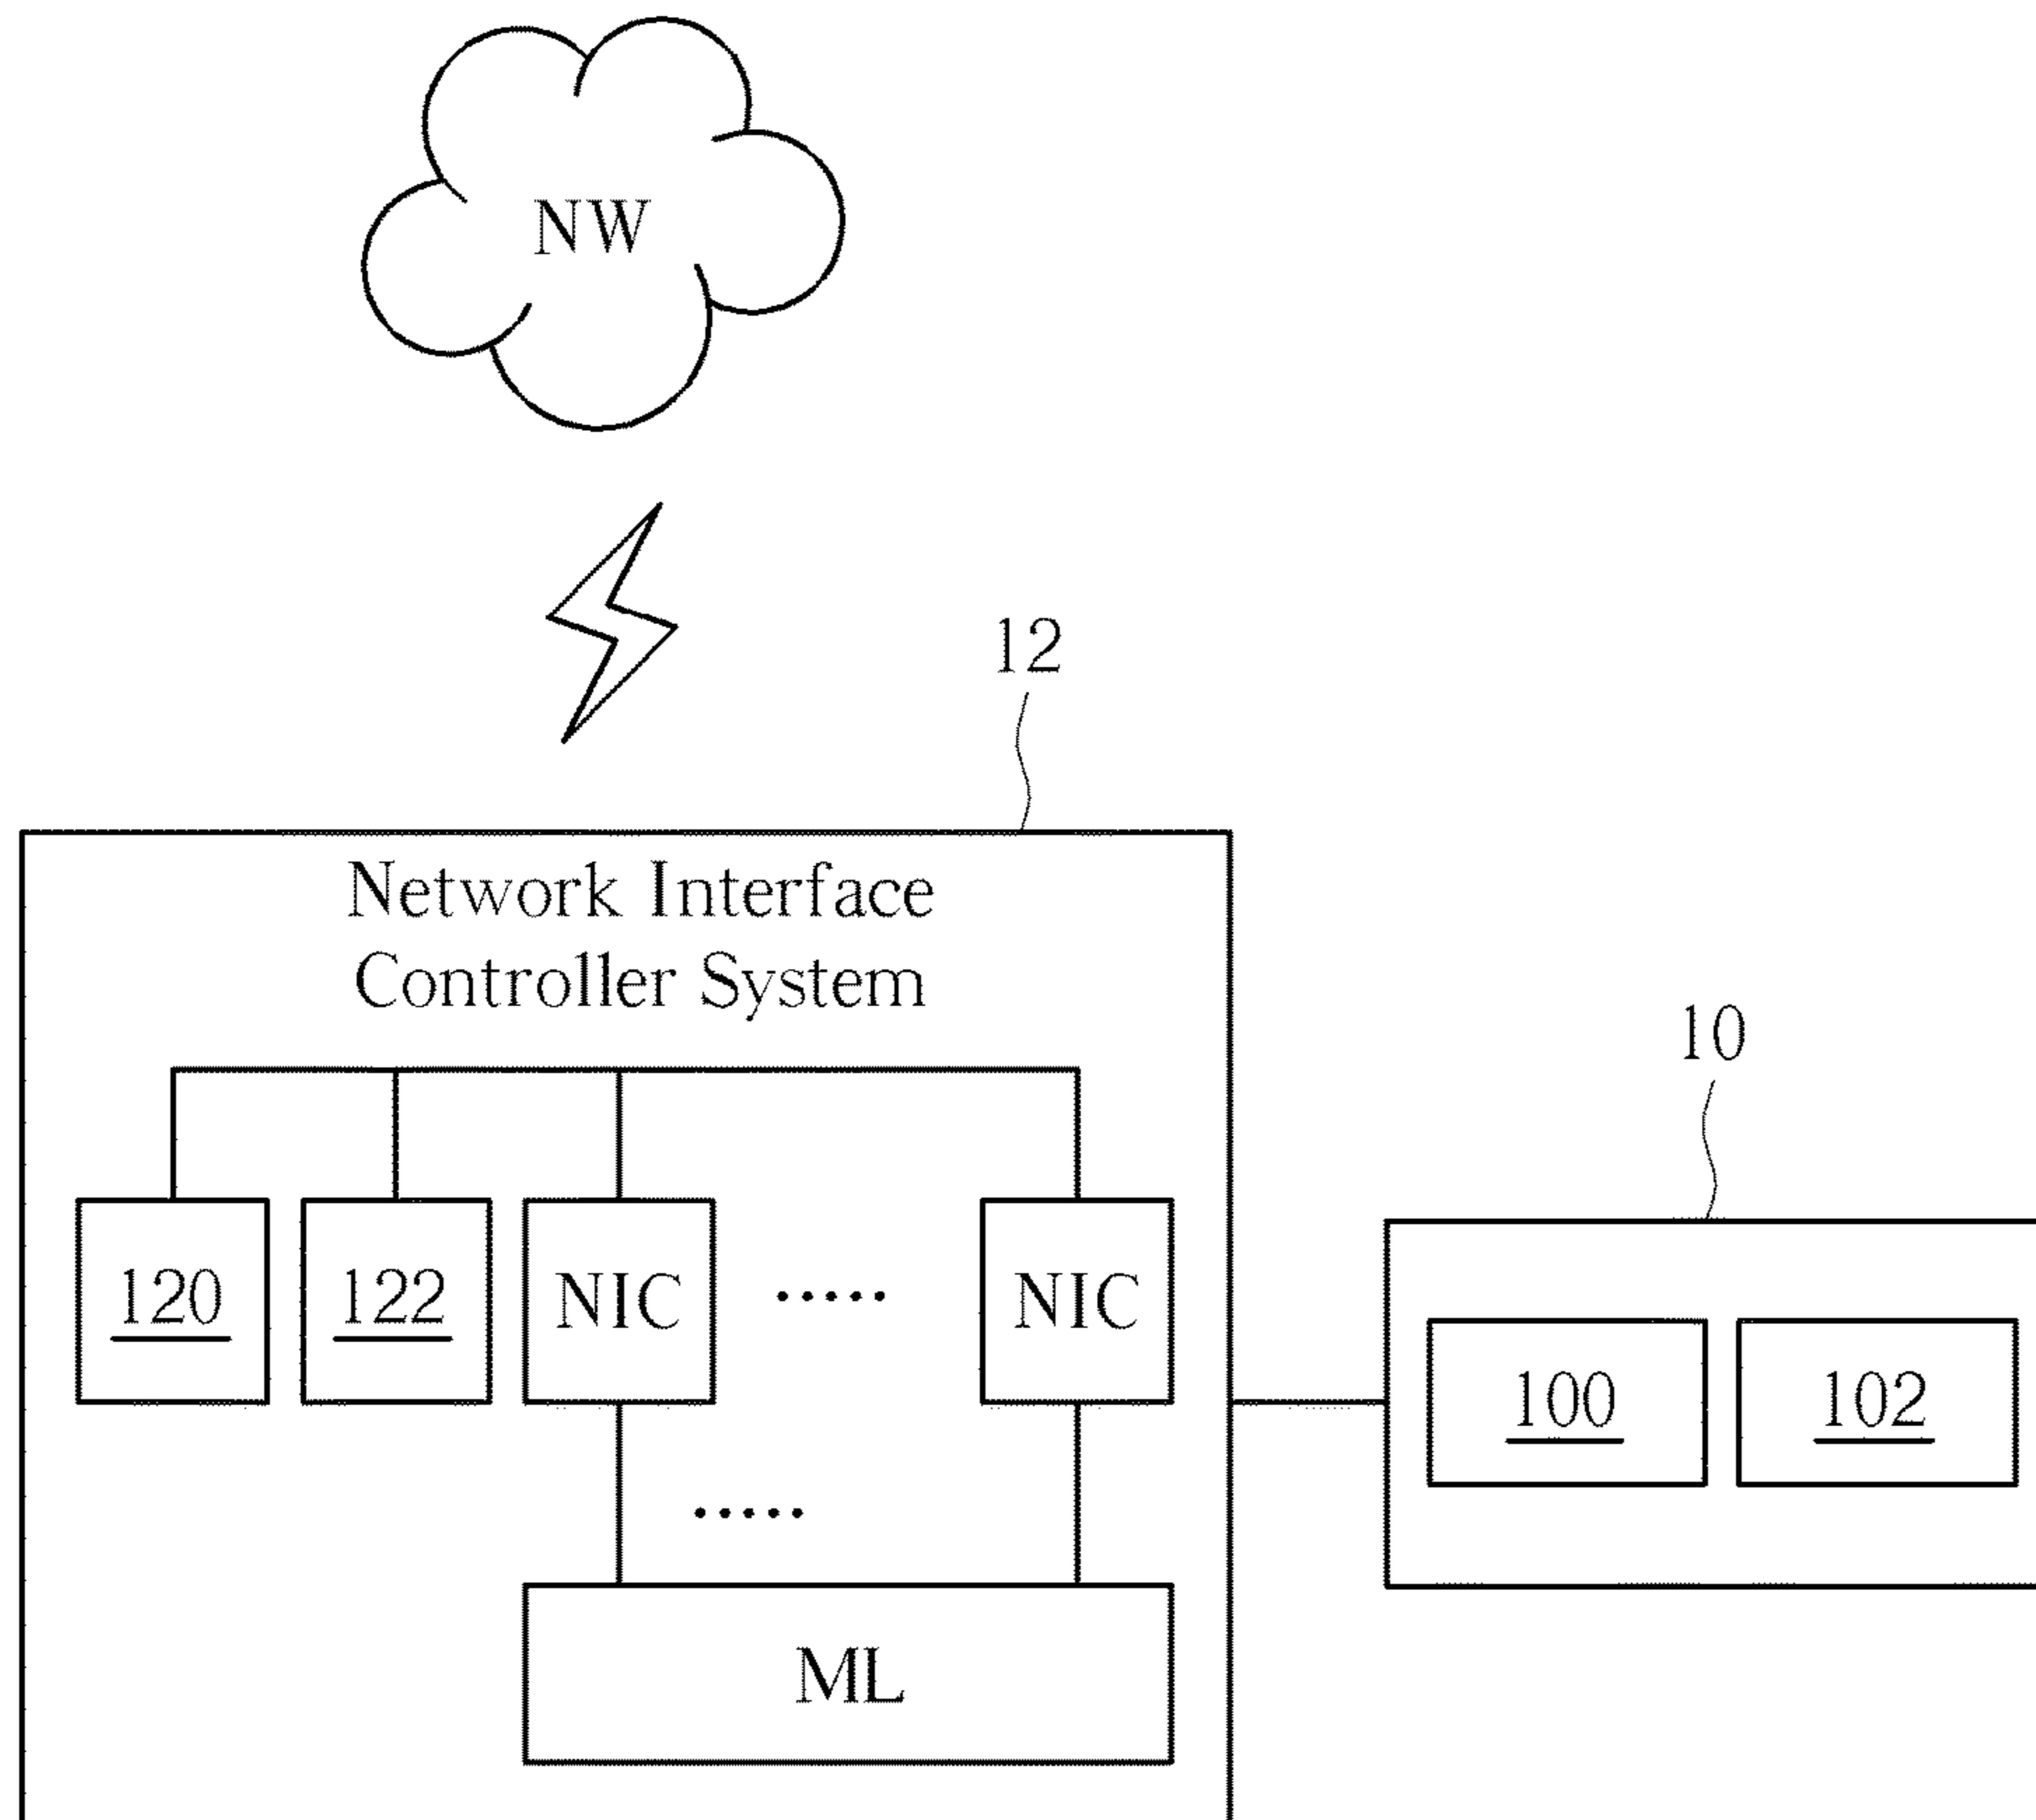 NW
12
Network Interface
Controller System
10
120
122
NIC
.....
NIC
100
102
.....
ML